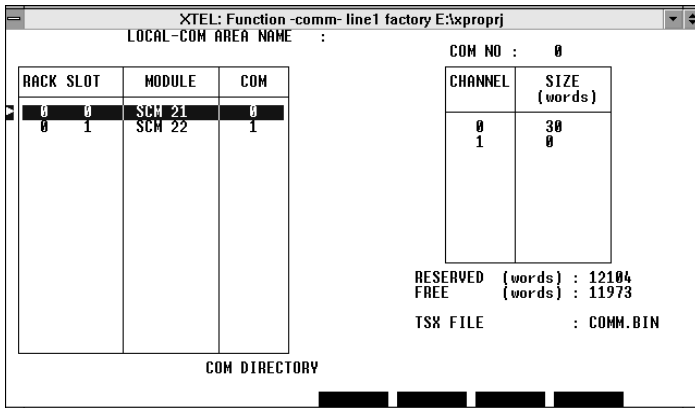 XTEL: Function -comm- line1 factory E:\xproprj
LOCAL-COM AREA NAME :
COM NO : 0
RACK SLOT MODULE COM
0 0 SCM 21 0
0 1 SCM 22 1
CHANNEL SIZE
(words)
0 30
1 0
RESERVED (words) : 12104
FREE (words) : 11973
TSX FILE : COMM.BIN
COM DIRECTORY